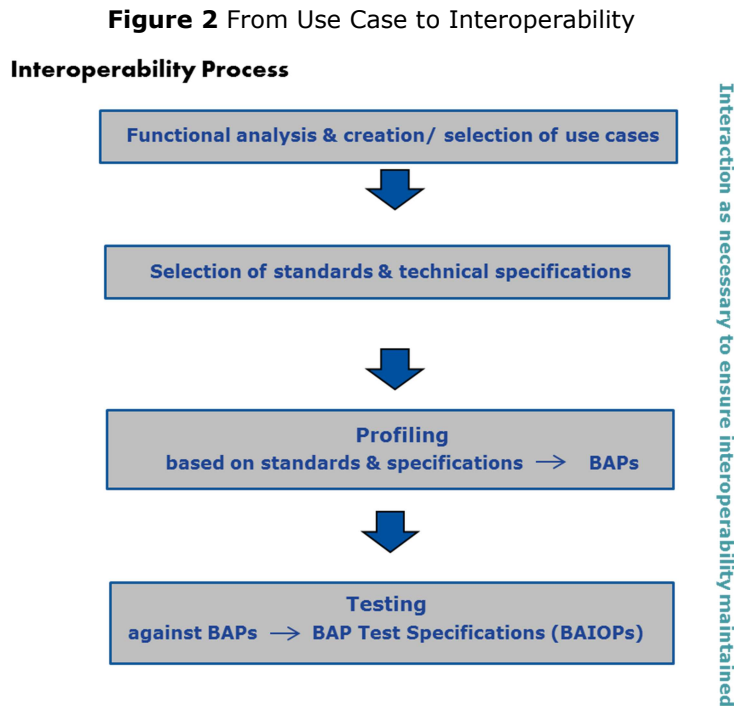 Figure 2 From Use Case to Interoperability
Interoperability Process
Functional analysis & creation/ selection of use cases
Selection of standards & technical specifications
Profiling
based on standards & specifications → BAPs
Testing
against BAPs → BAP Test Specifications (BAIOPs)
Interaction as necessary to ensure interoperability maintained